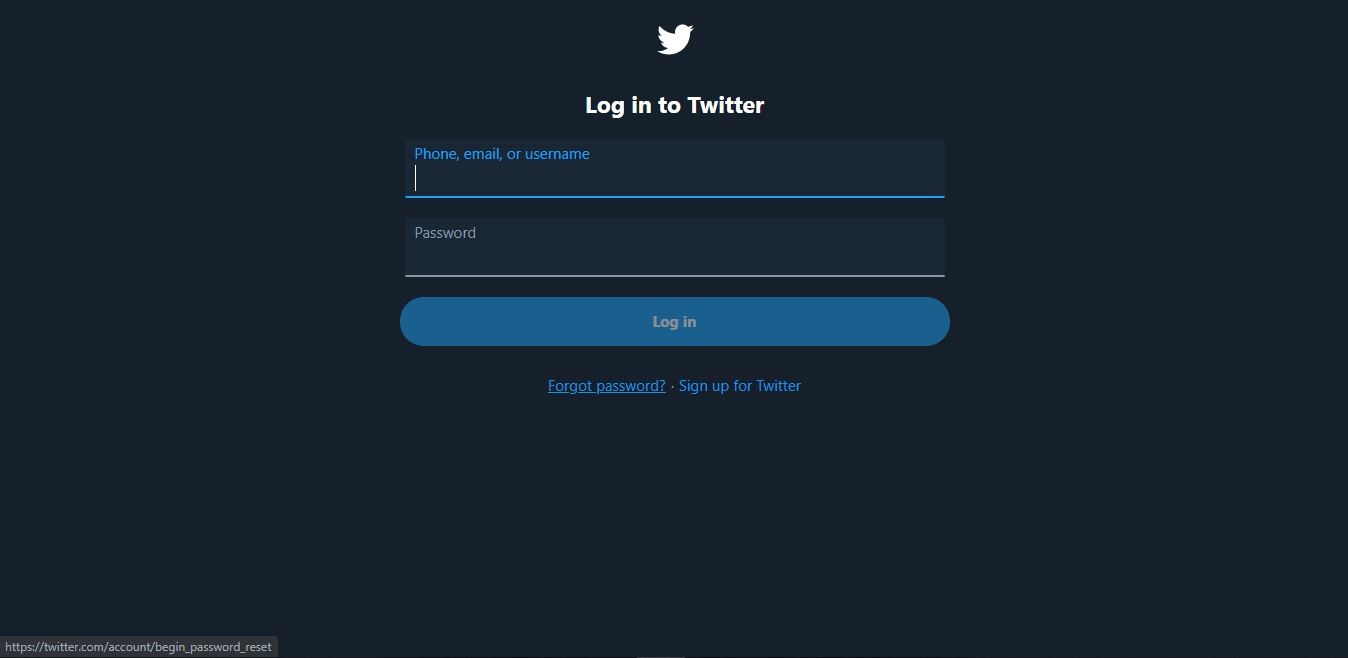 Log in to Twitter
Phone, email, or username
Password
Log in
Forgot password? · Sign up for Twitter
https://twitter.com/account/begin_password_reset